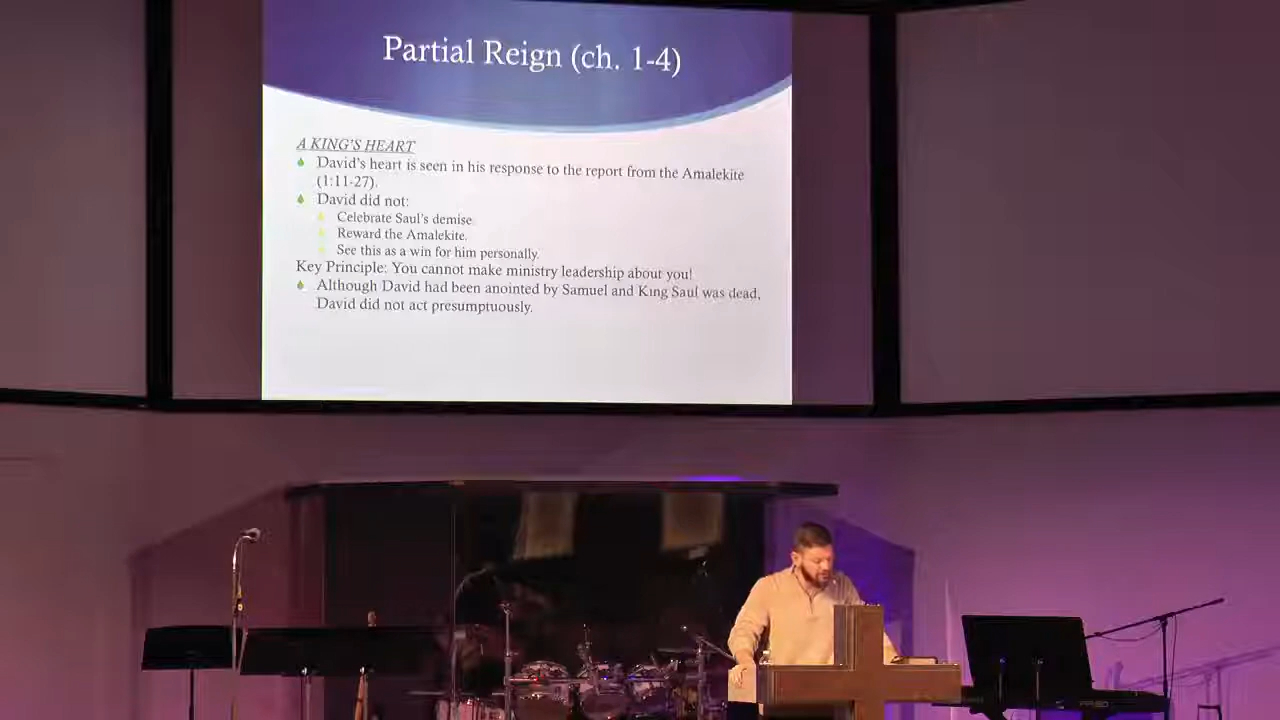 Partial Reign (ch. 1-4)
A KING'S HEART
David's heart is seen in his response to the report from the Amalekite
(1:11-27).
David did not:
Celebrate Saul's demise.
Reward the Amalekite.
See this as a win for him personally.
Key Principle: You cannot make ministry leadership about you!
Although David had been anointed by Samuel and King Saul was dead,
David did not act presumptuously.